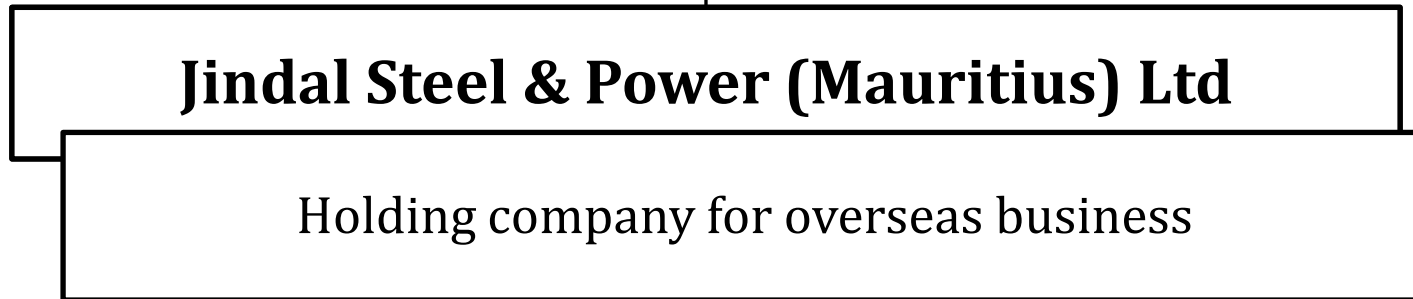 Jindal Steel & Power (Mauritius) Ltd
Holding company for overseas business